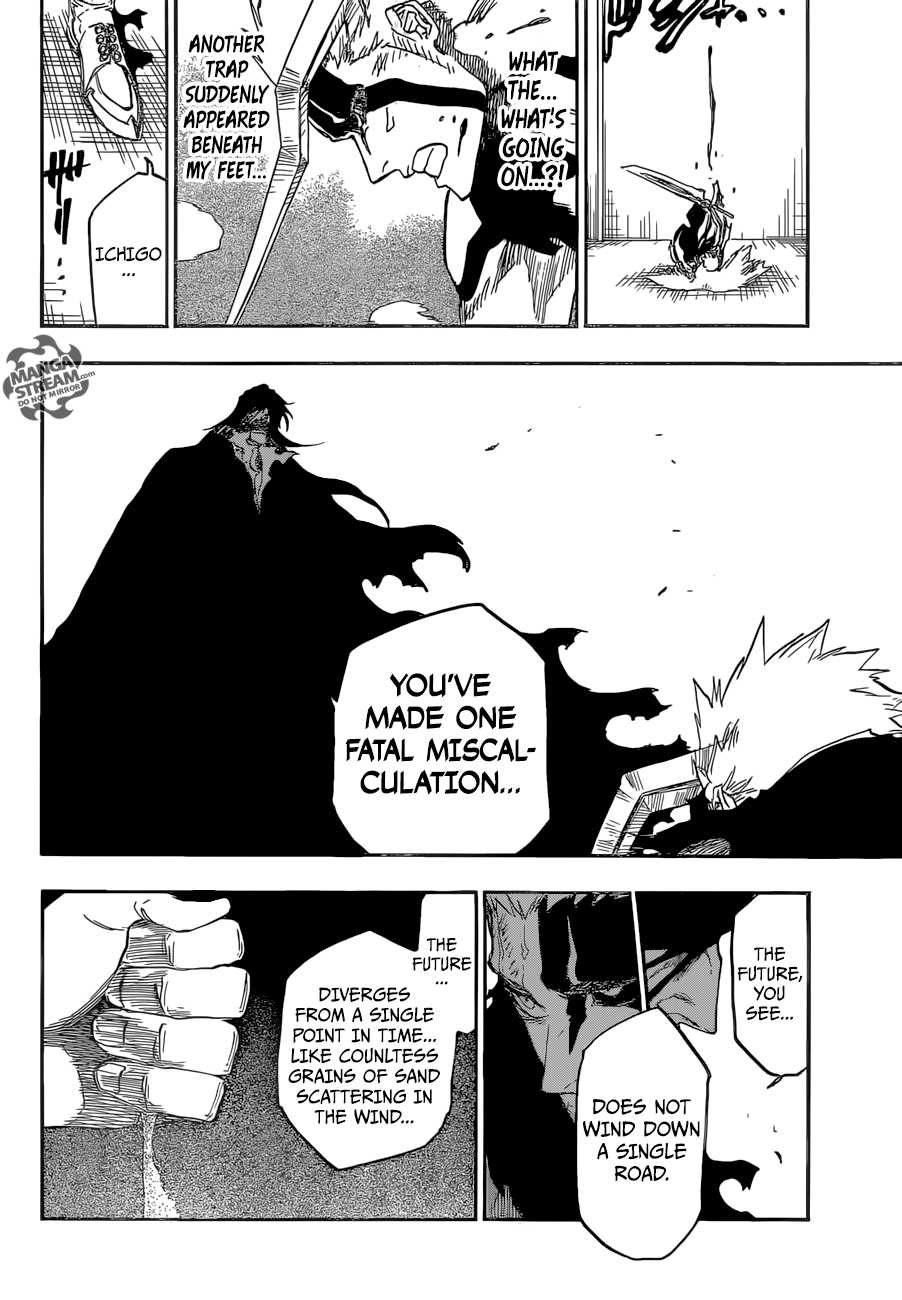 WHAT
THE...
WHAT'S
GOING
ON...?!
ANOTHER
TRAP
SUDDENLY
APPEARED
BENEATH
MY FEET...
ICHIGO
...
MANGA
STREAM.com
DO NOT MIRROR
YOU'VE
MADE ONE
FATAL MISCAL-
CULATION...
THE
FUTURE,
YOU
SEE...
DOES NOT
WIND DOWN
A SINGLE
ROAD.
THE
FUTURE
...
DIVERGES
FROM A SINGLE
POINT IN TIME...
LIKE COUNLTESS
GRAINS OF SAND
SCATTERING IN
THE WIND...